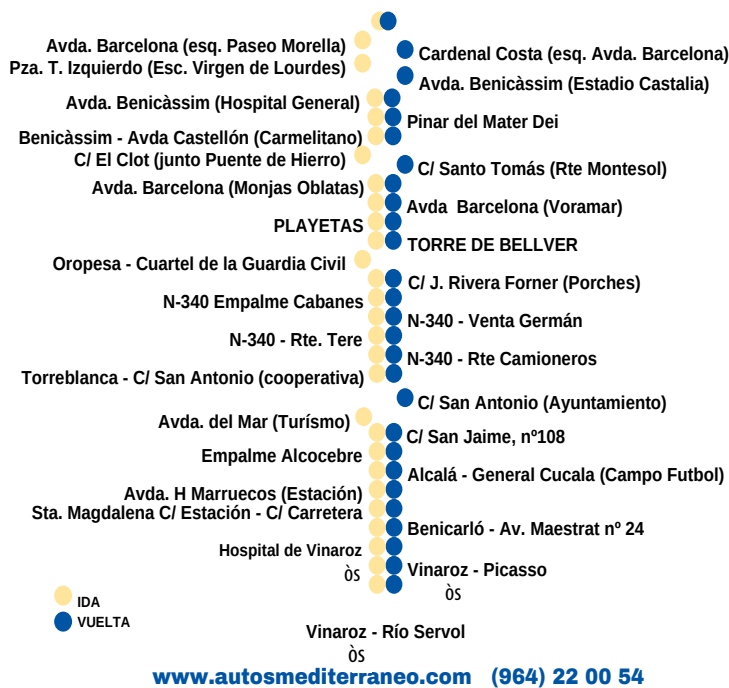 Avda. Barcelona (esq. Paseo Morella)
Cardenal Costa (esq. Avda. Barcelona)
Pza. T. Izquierdo (Esc. Virgen de Lourdes)
Avda. Benicàssim (Estadio Castalia)
Avda. Benicàssim (Hospital General)
Pinar del Mater Dei
Benicàssim - Avda Castellón (Carmelitano)
C/ El Clot (junto Puente de Hierro)
C/ Santo Tomás (Rte Montesol)
Avda. Barcelona (Monjas Oblatas)
Avda Barcelona (Voramar)
PLAYETAS
TORRE DE BELLVER
Oropesa - Cuartel de la Guardia Civil
C/ J. Rivera Forner (Porches)
N-340 Empalme Cabanes
N-340 - Venta Germán
N-340 - Rte. Tere
N-340 - Rte Camioneros
Torreblanca - C/ San Antonio (cooperativa)
C/ San Antonio (Ayuntamiento)
Avda. del Mar (Turísmo)
C/ San Jaime, nº108
Empalme Alcocebre
Alcalá - General Cucala (Campo Futbol)
Avda. H Marruecos (Estación)
Sta. Magdalena C/ Estación - C/ Carretera
Benicarló - Av. Maestrat nº 24
Hospital de Vinaroz
òs
Vinaroz - Picasso
òs
IDA
VUELTA
Vinaroz - Río Servol
òs
www.autosmediterraneo.com (964) 22 00 54